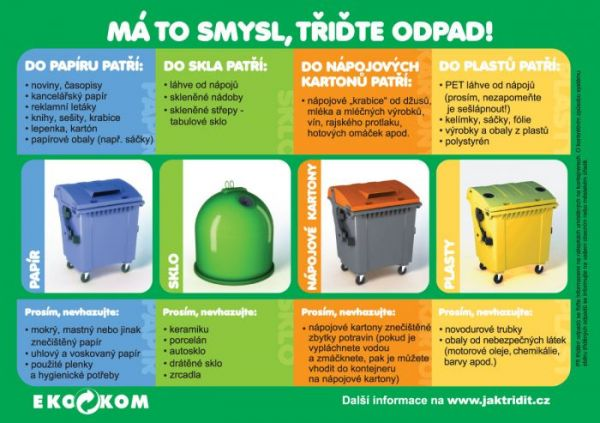 MÁ TO SMYSL, TŘIĎTE ODPAD!
DO PAPÍRU PATŘÍ:
• noviny, časopisy
• kancelářský papír
• reklamní letáky
• knihy, sešity, krabice
• lepenka, kartón
• papírové obaly (např. sáčky)
PAPÍR
DO SKLA PATŘÍ:
• láhve od nápojů
• skleněné nádoby
• skleněné střepy -
tabulové sklo
SKLO
DO NÁPOJOVÝCH
KARTONŮ PATŘÍ:
• nápojové „krabice" od džusů,
mléka a mléčných výrobků,
vín, rajského protlaku,
hotových omáček apod.
DO PLASTŮ PATŘÍ:
• PET láhve od nápojů
(prosím, nezapomeňte
je sešlápnout!)
• kelímky, sáčky, fólie
• výrobky a obaly z plastů
• polystyrén
PAPÍR
SKLO
NÁPOJOVÉ KARTONY
PLASTY
Prosím, nevhazujte:
• mokrý, mastný nebo jinak
znečištěný papír
• uhlový a voskovaný papír
• použité plenky
a hygienické potřeby
Prosím, nevhazujte:
• keramiku
• porcelán
• autosklo
• drátěné sklo
• zrcadla
Prosím, nevhazujte:
• nápojové kartony znečištěné
zbytky potravin (pokud je
vypláchnete vodou
a zmáčknete, pak je můžete
vhodit do kontejneru
na nápojové kartony)
Prosím, nevhazujte:
• novodurové trubky
• obaly od nebezpečných látek
(motorové oleje, chemikálie,
barvy apod.)
EKO KOM
Další informace na www.jaktridit.cz